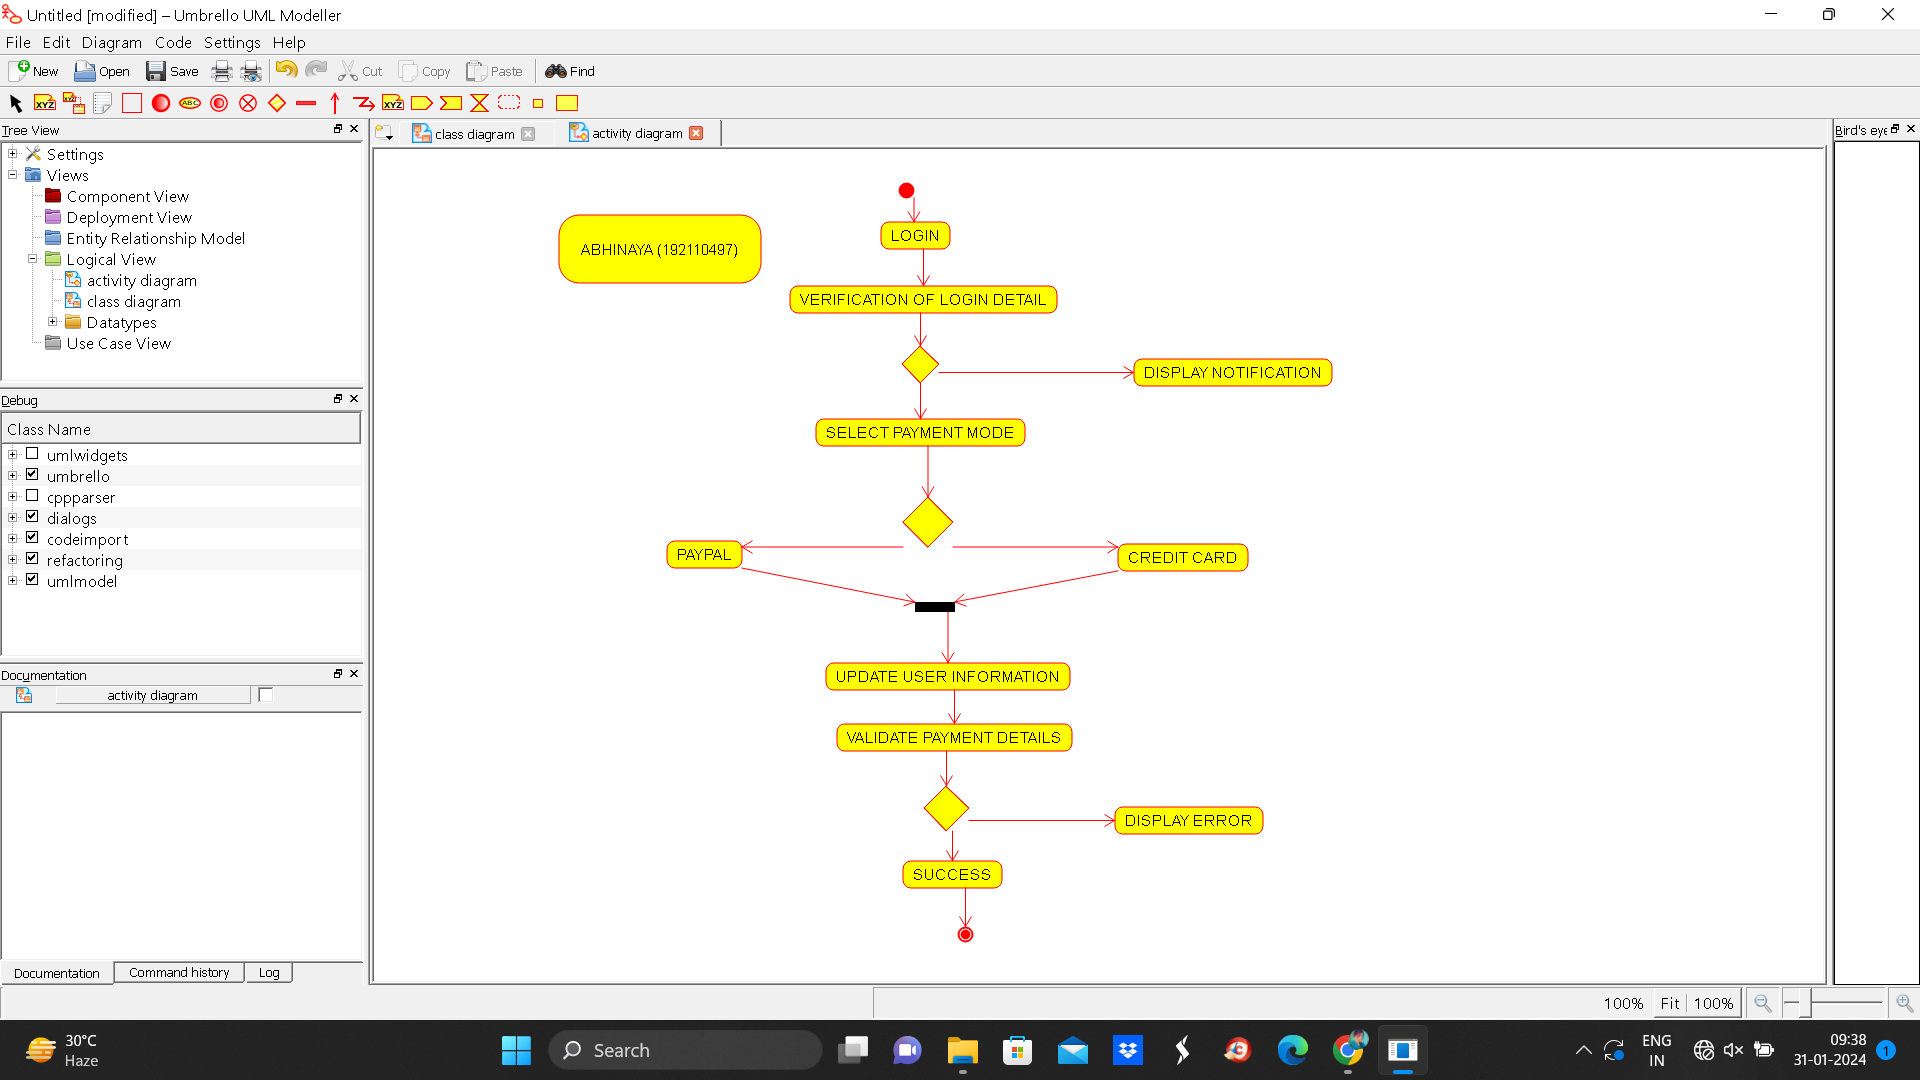 Untitled [modified] – Umbrello UML Modeller
File Edit Diagram Code Settings Help
New Open Save Cut Copy Paste Find
XYZ XYZ ABC XYZ
Tree View
Settings
Views
Component View
Deployment View
Entity Relationship Model
Logical View
activity diagram
class diagram
Datatypes
Use Case View
Debug
Class Name
umlwidgets
umbrello
cppparser
dialogs
codeimport
refactoring
umlmodel
Documentation
activity diagram
Documentation Command history Log
class diagram activity diagram
ABHINAYA (192110497)
LOGIN
VERIFICATION OF LOGIN DETAIL
DISPLAY NOTIFICATION
SELECT PAYMENT MODE
PAYPAL
CREDIT CARD
UPDATE USER INFORMATION
VALIDATE PAYMENT DETAILS
DISPLAY ERROR
SUCCESS
Bird's eye
100% Fit 100%
30°C
Haze
Search
ENG
IN
09:38
31-01-2024
1